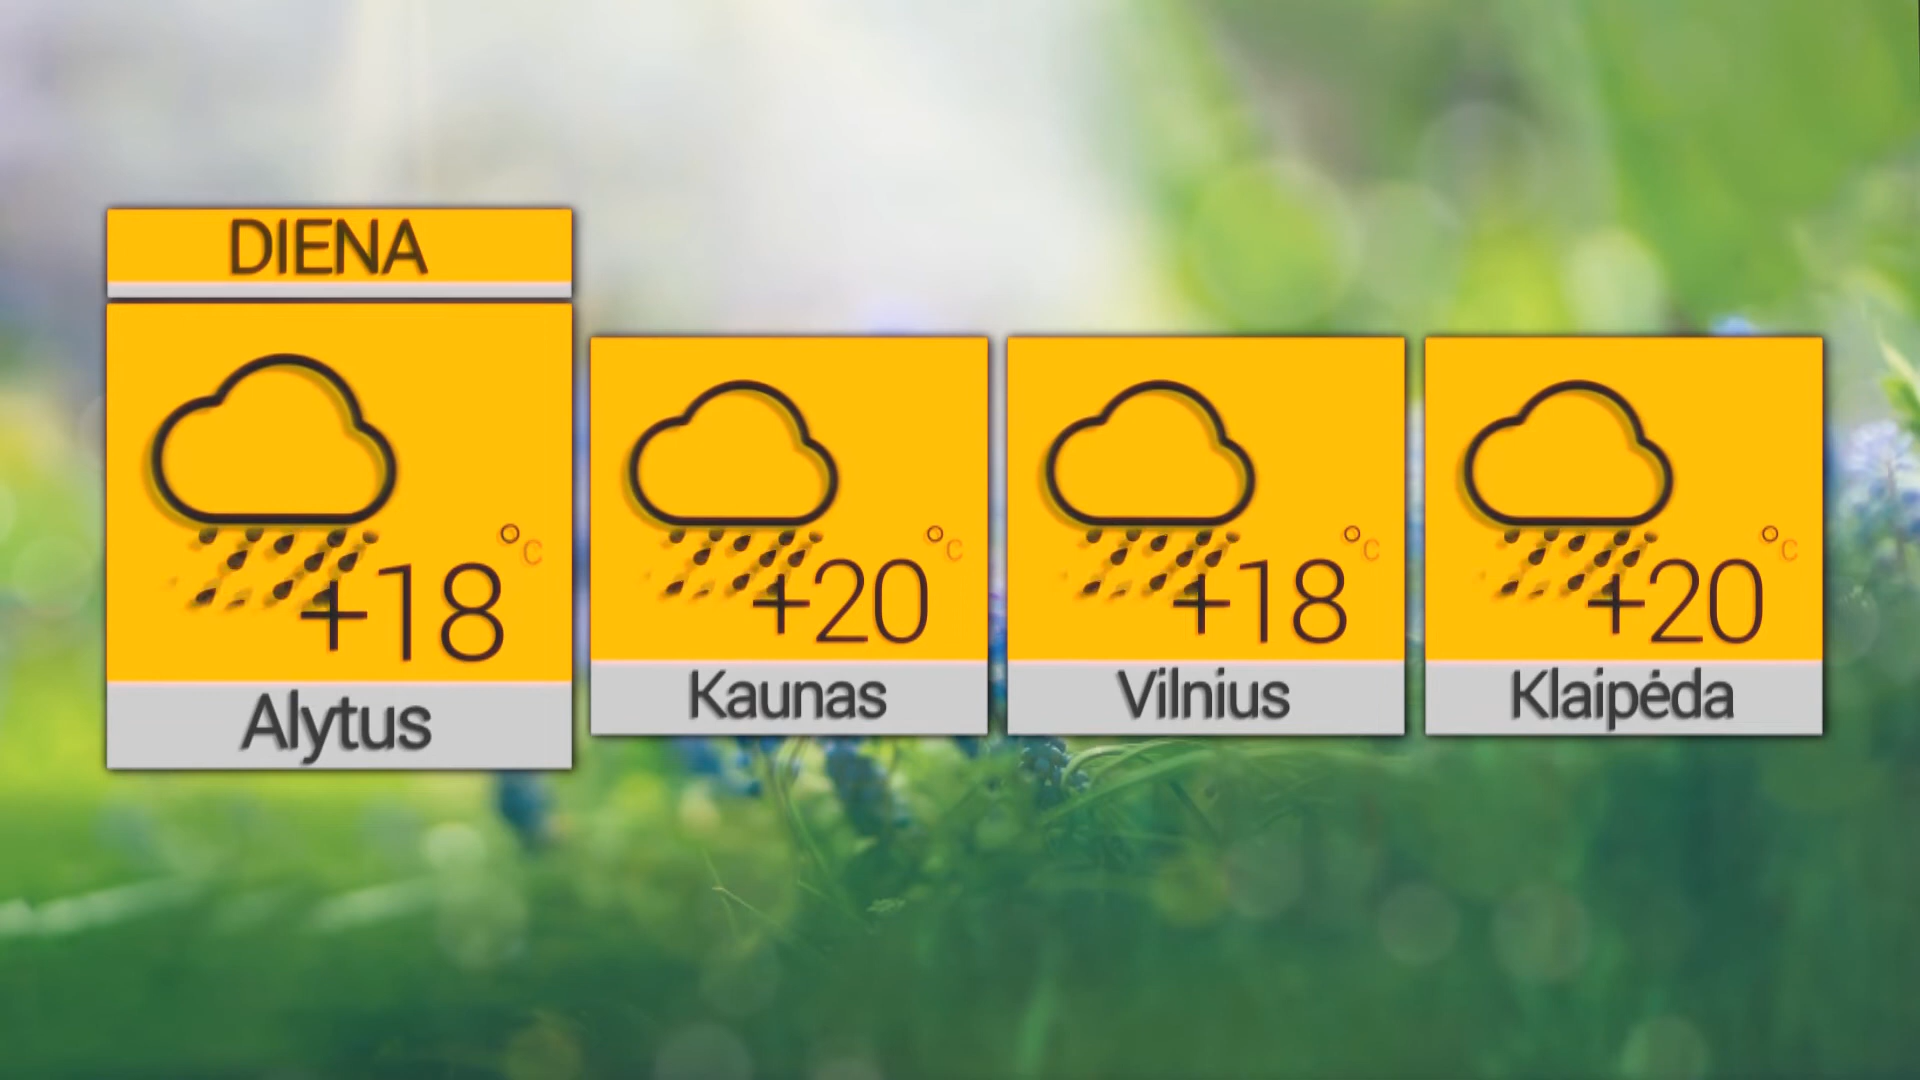 DIENA
+18 °C
Alytus
+20 °C
Kaunas
+18 °C
Vilnius
+20 °C
Klaipėda